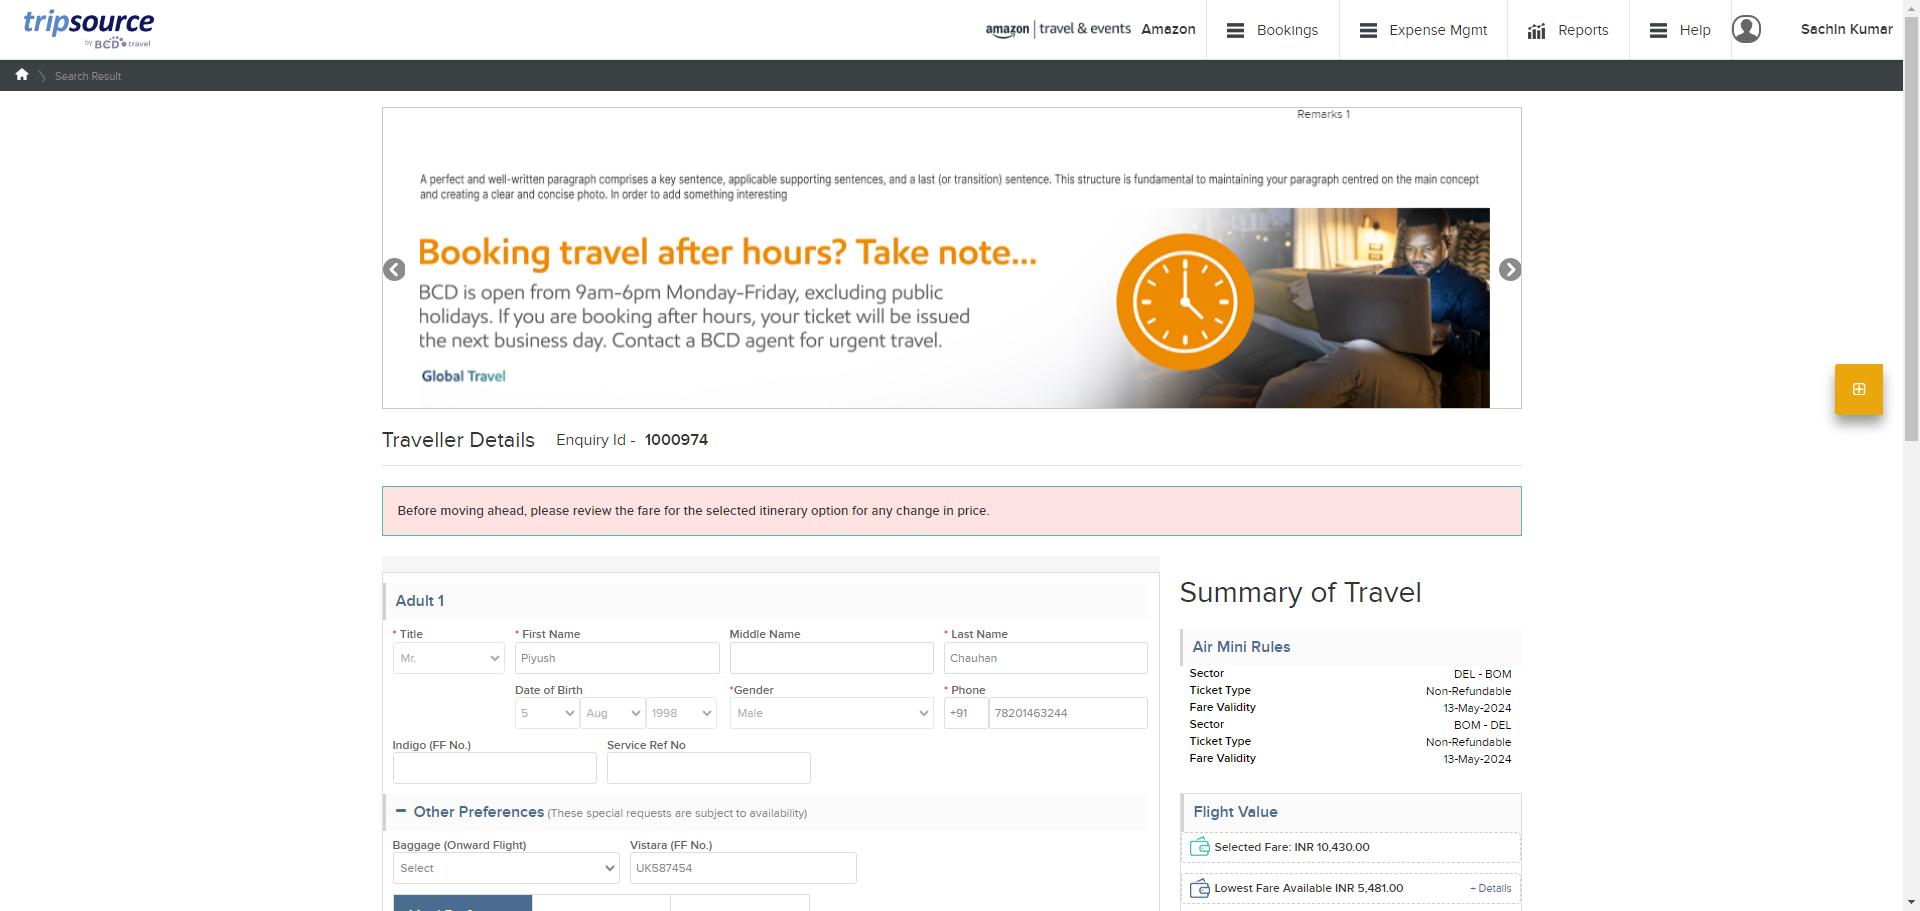 tripsource
by BCD travel
amazon | travel & events Amazon
Bookings
Expense Mgmt
Reports
Help
Sachin Kumar
Search Result
Remarks 1
A perfect and well-written paragraph comprises a key sentence, applicable supporting sentences, and a last (or transition) sentence. This structure is fundamental to maintaining your paragraph centred on the main concept
and creating a clear and concise photo. In order to add something interesting
Booking travel after hours? Take note...
BCD is open from 9am-6pm Monday-Friday, excluding public
holidays. If you are booking after hours, your ticket will be issued
the next business day. Contact a BCD agent for urgent travel.
Global Travel
Traveller Details Enquiry Id - 1000974
Before moving ahead, please review the fare for the selected itinerary option for any change in price.
Adult 1
* Title * First Name Middle Name * Last Name
Mr. Piyush Chauhan
Date of Birth *Gender * Phone
5 Aug 1998 Male +91 78201463244
Indigo (FF No.) Service Ref No
Other Preferences (These special requests are subject to availability)
Baggage (Onward Flight) Vistara (FF No.)
Select UK587454
Summary of Travel
Air Mini Rules
Sector DEL - BOM
Ticket Type Non-Refundable
Fare Validity 13-May-2024
Sector BOM - DEL
Ticket Type Non-Refundable
Fare Validity 13-May-2024
Flight Value
Selected Fare: INR 10,430.00
Lowest Fare Available INR 5,481.00 + Details